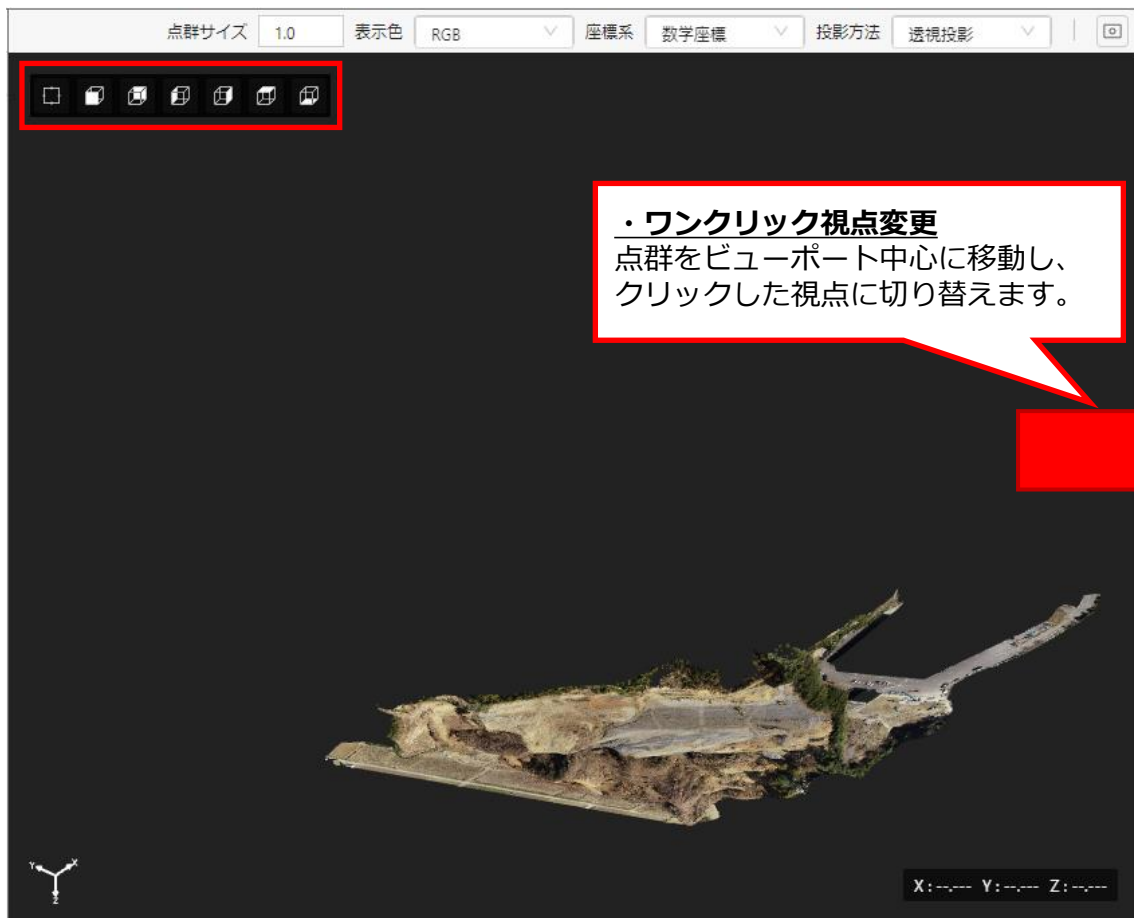 点群サイズ 1.0 表示色 RGB 座標系 数学座標 投影方法 透視投影
・ワンクリック視点変更
点群をビューポート中心に移動し、
クリックした視点に切り替えます。
Y X
Z
X:--.--- Y:--.--- Z:--.---